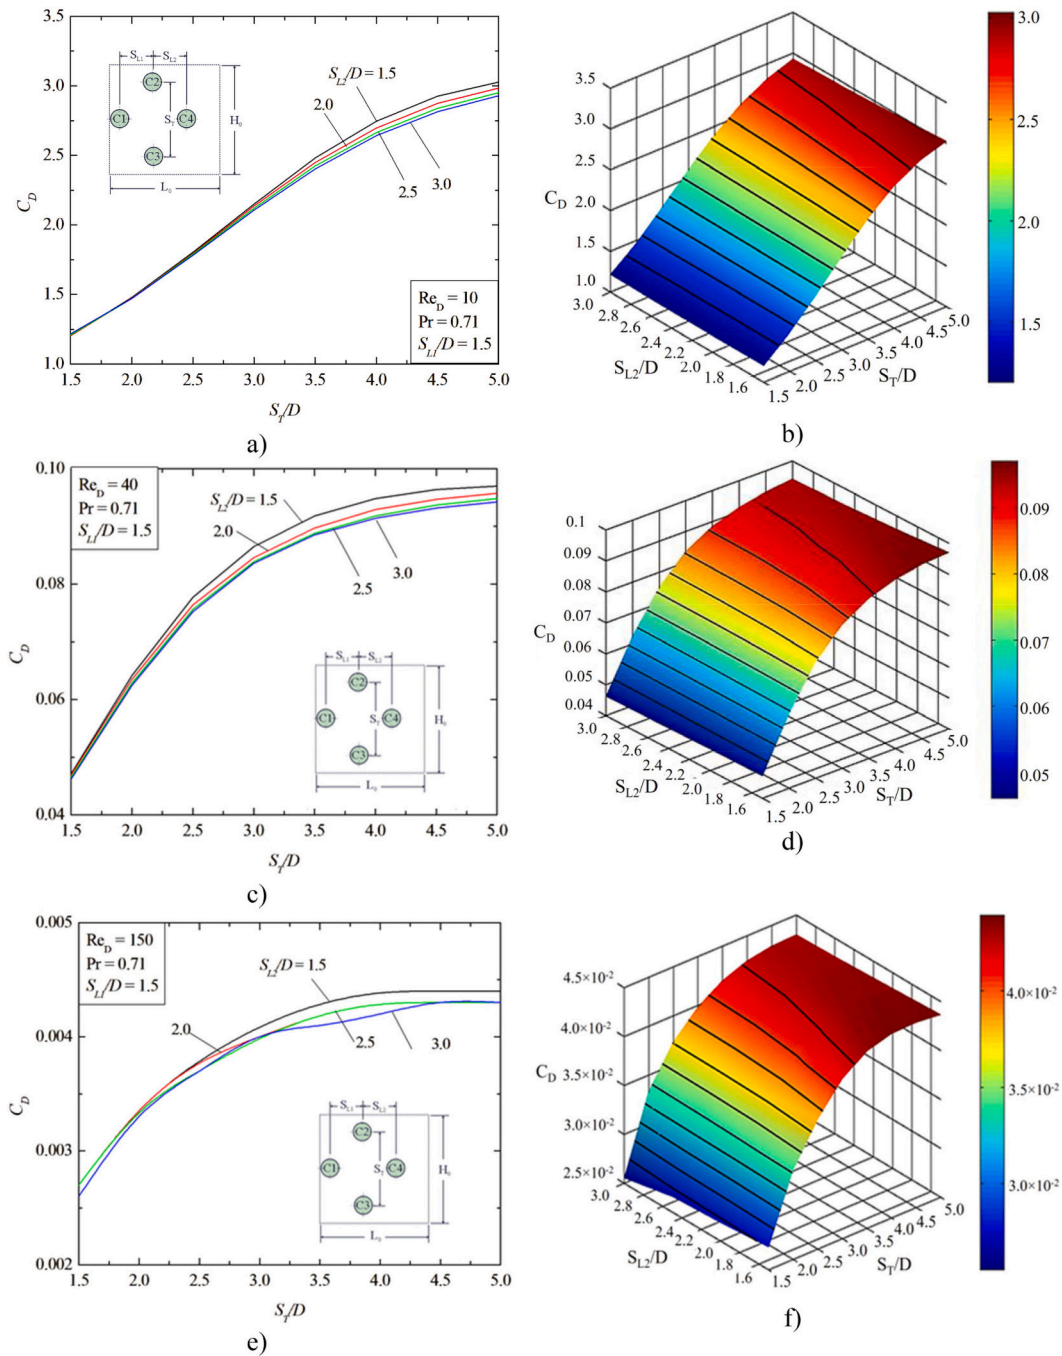 3.5
3.0
2.5
2.0
1.5
1.0
C_D
1.5 2.0 2.5 3.0 3.5 4.0 4.5 5.0
S_T/D
S_L1 S_L2
C2
C1 S_T C4 H_0
C3
L_0
S_L2/D = 1.5
2.0
2.5 3.0
Re_D = 10
Pr = 0.71
S_L1/D = 1.5
a)
3.5
3.0
2.5
2.0
1.5
1.0
C_D
3.0 2.8 2.6 2.4 2.2 2.0 1.8 1.6
S_L2/D
1.5 2.0 2.5 3.0 3.5 4.0 4.5 5.0
S_T/D
3.0
2.5
2.0
1.5
b)
0.10
0.08
0.06
0.04
C_D
1.5 2.0 2.5 3.0 3.5 4.0 4.5 5.0
S_T/D
Re_D = 40
Pr = 0.71
S_L1/D = 1.5
S_L2/D = 1.5
2.0
2.5 3.0
S_L1 S_L2
C2
C1 S_T C4 H_0
C3
L_0
c)
0.1
0.09
0.08
0.07
0.06
0.05
0.04
C_D
3.0 2.8 2.6 2.4 2.2 2.0 1.8 1.6
S_L2/D
1.5 2.0 2.5 3.0 3.5 4.0 4.5 5.0
S_T/D
0.09
0.08
0.07
0.06
0.05
d)
0.005
0.004
0.003
0.002
C_D
1.5 2.0 2.5 3.0 3.5 4.0 4.5 5.0
S_T/D
Re_D = 150
Pr = 0.71
S_L1/D = 1.5
S_L2/D = 1.5
2.0
2.5 3.0
S_L1 S_L2
C2
C1 S_T C4 H_0
C3
L_0
e)
4.5×10⁻²
4.0×10⁻²
3.5×10⁻²
3.0×10⁻²
2.5×10⁻²
C_D
3.0 2.8 2.6 2.4 2.2 2.0 1.8 1.6
S_L2/D
1.5 2.0 2.5 3.0 3.5 4.0 4.5 5.0
S_T/D
4.0×10⁻²
3.5×10⁻²
3.0×10⁻²
f)